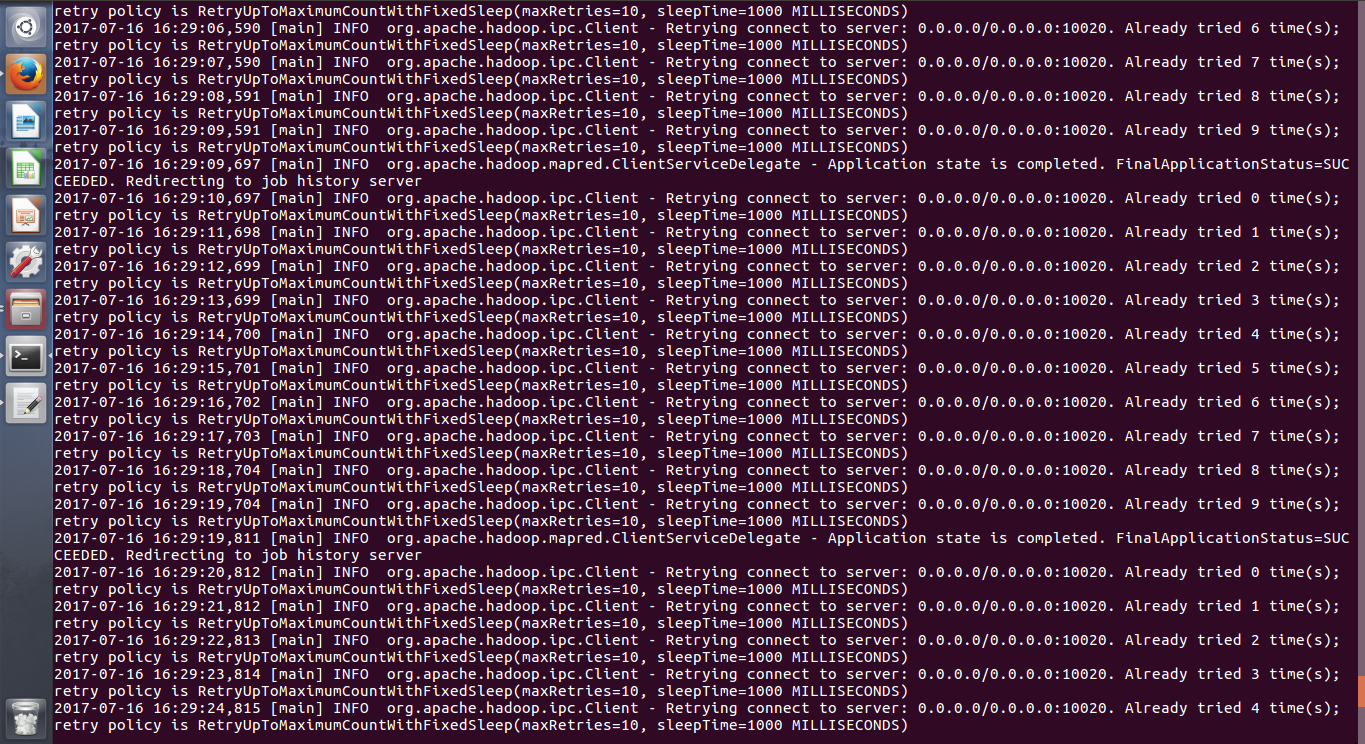 retry policy is RetryUpToMaximumCountWithFixedSleep(maxRetries=10, sleepTime=1000 MILLISECONDS)
2017-07-16 16:29:06,590 [main] INFO  org.apache.hadoop.ipc.Client - Retrying connect to server: 0.0.0.0/0.0.0.0:10020. Already tried 6 time(s);
retry policy is RetryUpToMaximumCountWithFixedSleep(maxRetries=10, sleepTime=1000 MILLISECONDS)
2017-07-16 16:29:07,590 [main] INFO  org.apache.hadoop.ipc.Client - Retrying connect to server: 0.0.0.0/0.0.0.0:10020. Already tried 7 time(s);
retry policy is RetryUpToMaximumCountWithFixedSleep(maxRetries=10, sleepTime=1000 MILLISECONDS)
2017-07-16 16:29:08,591 [main] INFO  org.apache.hadoop.ipc.Client - Retrying connect to server: 0.0.0.0/0.0.0.0:10020. Already tried 8 time(s);
retry policy is RetryUpToMaximumCountWithFixedSleep(maxRetries=10, sleepTime=1000 MILLISECONDS)
2017-07-16 16:29:09,591 [main] INFO  org.apache.hadoop.ipc.Client - Retrying connect to server: 0.0.0.0/0.0.0.0:10020. Already tried 9 time(s);
retry policy is RetryUpToMaximumCountWithFixedSleep(maxRetries=10, sleepTime=1000 MILLISECONDS)
2017-07-16 16:29:09,697 [main] INFO  org.apache.hadoop.mapred.ClientServiceDelegate - Application state is completed. FinalApplicationStatus=SUC
CEEDED. Redirecting to job history server
2017-07-16 16:29:10,697 [main] INFO  org.apache.hadoop.ipc.Client - Retrying connect to server: 0.0.0.0/0.0.0.0:10020. Already tried 0 time(s);
retry policy is RetryUpToMaximumCountWithFixedSleep(maxRetries=10, sleepTime=1000 MILLISECONDS)
2017-07-16 16:29:11,698 [main] INFO  org.apache.hadoop.ipc.Client - Retrying connect to server: 0.0.0.0/0.0.0.0:10020. Already tried 1 time(s);
retry policy is RetryUpToMaximumCountWithFixedSleep(maxRetries=10, sleepTime=1000 MILLISECONDS)
2017-07-16 16:29:12,699 [main] INFO  org.apache.hadoop.ipc.Client - Retrying connect to server: 0.0.0.0/0.0.0.0:10020. Already tried 2 time(s);
retry policy is RetryUpToMaximumCountWithFixedSleep(maxRetries=10, sleepTime=1000 MILLISECONDS)
2017-07-16 16:29:13,699 [main] INFO  org.apache.hadoop.ipc.Client - Retrying connect to server: 0.0.0.0/0.0.0.0:10020. Already tried 3 time(s);
retry policy is RetryUpToMaximumCountWithFixedSleep(maxRetries=10, sleepTime=1000 MILLISECONDS)
2017-07-16 16:29:14,700 [main] INFO  org.apache.hadoop.ipc.Client - Retrying connect to server: 0.0.0.0/0.0.0.0:10020. Already tried 4 time(s);
retry policy is RetryUpToMaximumCountWithFixedSleep(maxRetries=10, sleepTime=1000 MILLISECONDS)
2017-07-16 16:29:15,701 [main] INFO  org.apache.hadoop.ipc.Client - Retrying connect to server: 0.0.0.0/0.0.0.0:10020. Already tried 5 time(s);
retry policy is RetryUpToMaximumCountWithFixedSleep(maxRetries=10, sleepTime=1000 MILLISECONDS)
2017-07-16 16:29:16,702 [main] INFO  org.apache.hadoop.ipc.Client - Retrying connect to server: 0.0.0.0/0.0.0.0:10020. Already tried 6 time(s);
retry policy is RetryUpToMaximumCountWithFixedSleep(maxRetries=10, sleepTime=1000 MILLISECONDS)
2017-07-16 16:29:17,703 [main] INFO  org.apache.hadoop.ipc.Client - Retrying connect to server: 0.0.0.0/0.0.0.0:10020. Already tried 7 time(s);
retry policy is RetryUpToMaximumCountWithFixedSleep(maxRetries=10, sleepTime=1000 MILLISECONDS)
2017-07-16 16:29:18,704 [main] INFO  org.apache.hadoop.ipc.Client - Retrying connect to server: 0.0.0.0/0.0.0.0:10020. Already tried 8 time(s);
retry policy is RetryUpToMaximumCountWithFixedSleep(maxRetries=10, sleepTime=1000 MILLISECONDS)
2017-07-16 16:29:19,704 [main] INFO  org.apache.hadoop.ipc.Client - Retrying connect to server: 0.0.0.0/0.0.0.0:10020. Already tried 9 time(s);
retry policy is RetryUpToMaximumCountWithFixedSleep(maxRetries=10, sleepTime=1000 MILLISECONDS)
2017-07-16 16:29:19,811 [main] INFO  org.apache.hadoop.mapred.ClientServiceDelegate - Application state is completed. FinalApplicationStatus=SUC
CEEDED. Redirecting to job history server
2017-07-16 16:29:20,812 [main] INFO  org.apache.hadoop.ipc.Client - Retrying connect to server: 0.0.0.0/0.0.0.0:10020. Already tried 0 time(s);
retry policy is RetryUpToMaximumCountWithFixedSleep(maxRetries=10, sleepTime=1000 MILLISECONDS)
2017-07-16 16:29:21,812 [main] INFO  org.apache.hadoop.ipc.Client - Retrying connect to server: 0.0.0.0/0.0.0.0:10020. Already tried 1 time(s);
retry policy is RetryUpToMaximumCountWithFixedSleep(maxRetries=10, sleepTime=1000 MILLISECONDS)
2017-07-16 16:29:22,813 [main] INFO  org.apache.hadoop.ipc.Client - Retrying connect to server: 0.0.0.0/0.0.0.0:10020. Already tried 2 time(s);
retry policy is RetryUpToMaximumCountWithFixedSleep(maxRetries=10, sleepTime=1000 MILLISECONDS)
2017-07-16 16:29:23,814 [main] INFO  org.apache.hadoop.ipc.Client - Retrying connect to server: 0.0.0.0/0.0.0.0:10020. Already tried 3 time(s);
retry policy is RetryUpToMaximumCountWithFixedSleep(maxRetries=10, sleepTime=1000 MILLISECONDS)
2017-07-16 16:29:24,815 [main] INFO  org.apache.hadoop.ipc.Client - Retrying connect to server: 0.0.0.0/0.0.0.0:10020. Already tried 4 time(s);
retry policy is RetryUpToMaximumCountWithFixedSleep(maxRetries=10, sleepTime=1000 MILLISECONDS)